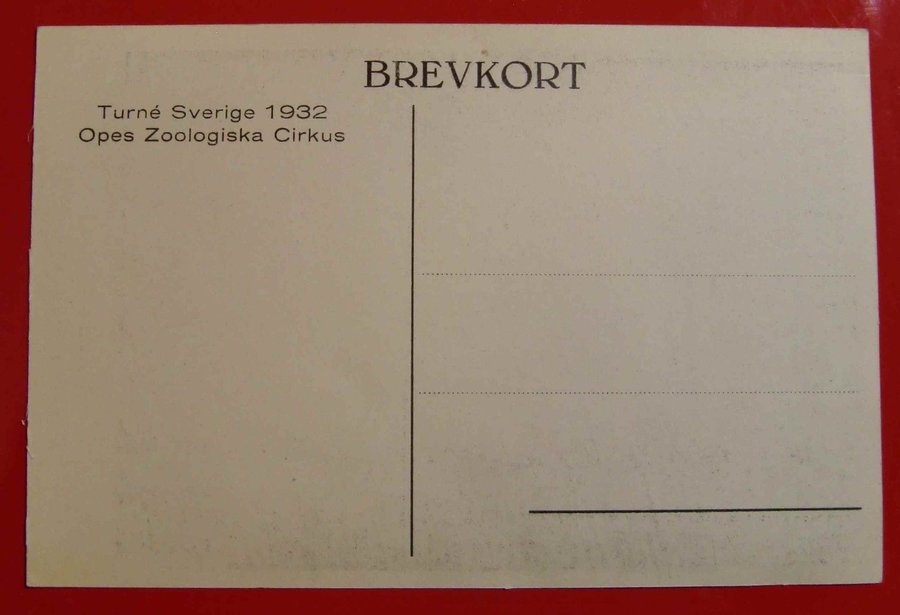 BREVKORT
Turné Sverige 1932
Opes Zoologiska Cirkus